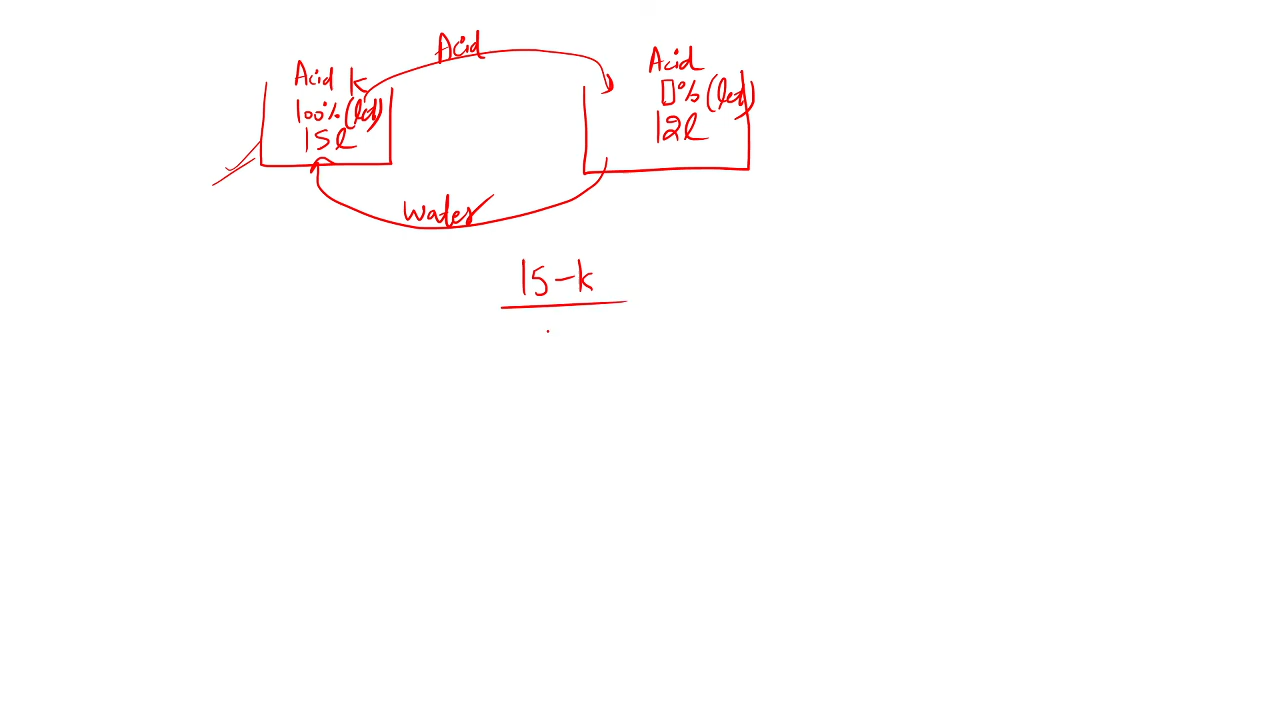 Acid
Acid k
100% (let)
15l
Acid
0% (let)
12l
Water
15-k